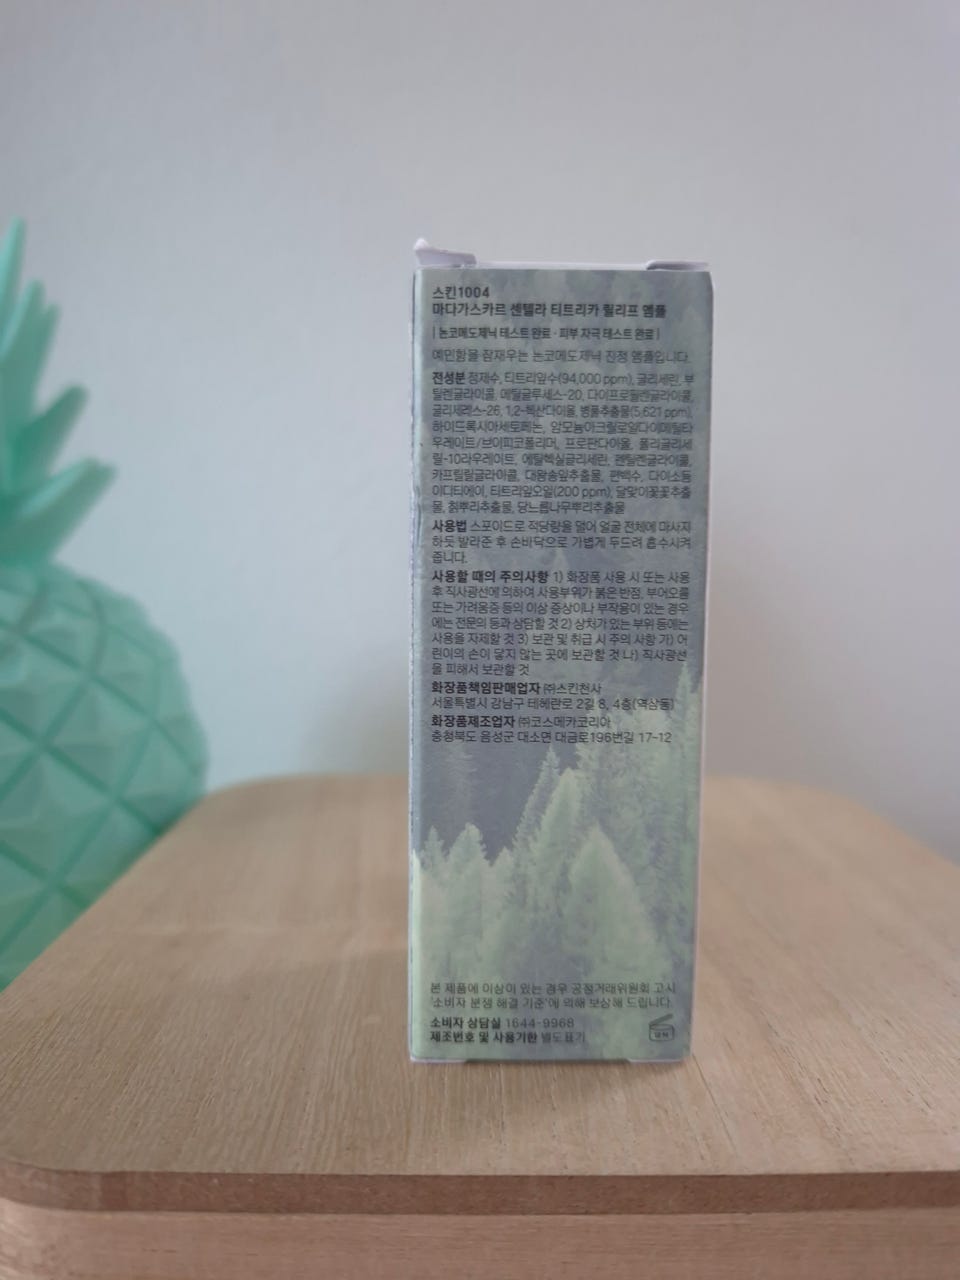 스킨1004
마다가스카르 센텔라 티트리카 릴리프 앰플
| 논코메도제닉 테스트 완료 · 피부 자극 테스트 완료 |
예민함을 잠재우는 논코메도제닉 진정 앰플입니다.
전성분 정제수, 티트리잎수(94,000 ppm), 글리세린, 부
틸렌글라이콜, 메틸글루세스-20, 다이프로필렌글라이콜,
글리세레스-26, 1,2-헥산다이올, 병풀추출물(5,621 ppm),
하이드록시아세토페논, 암모늄아크릴로일다이메틸타
우레이트/브이피코폴리머, 프로판다이올, 폴리글리세
릴-10라우레이트, 에틸헥실글리세린, 펜틸렌글라이콜,
카프릴릴글라이콜, 대왕송잎추출물, 편백수, 다이소듐
이디티에이, 티트리잎오일(200 ppm), 달맞이꽃꽃추출
물, 칡뿌리추출물, 당느릅나무뿌리추출물
사용법 스포이드로 적당량을 덜어 얼굴 전체에 마사지
하듯 발라준 후 손바닥으로 가볍게 두드려 흡수시켜
줍니다.
사용할 때의 주의사항 1) 화장품 사용 시 또는 사용
후 직사광선에 의하여 사용부위가 붉은 반점, 부어오름
또는 가려움증 등의 이상 증상이나 부작용이 있는 경우
에는 전문의 등과 상담할 것 2) 상처가 있는 부위 등에는
사용을 자제할 것 3) 보관 및 취급 시 주의 사항 가) 어
린이의 손이 닿지 않는 곳에 보관할 것 나) 직사광선
을 피해서 보관할 것
화장품책임판매업자 ㈜스킨천사
서울특별시 강남구 테헤란로 2길 8, 4층(역삼동)
화장품제조업자 ㈜코스메카코리아
충청북도 음성군 대소면 대금로196번길 17-12
본 제품에 이상이 있는 경우 공정거래위원회 고시
'소비자 분쟁 해결 기준'에 의해 보상해 드립니다.
소비자 상담실 1644-9968
제조번호 및 사용기한 별도표기
12 M